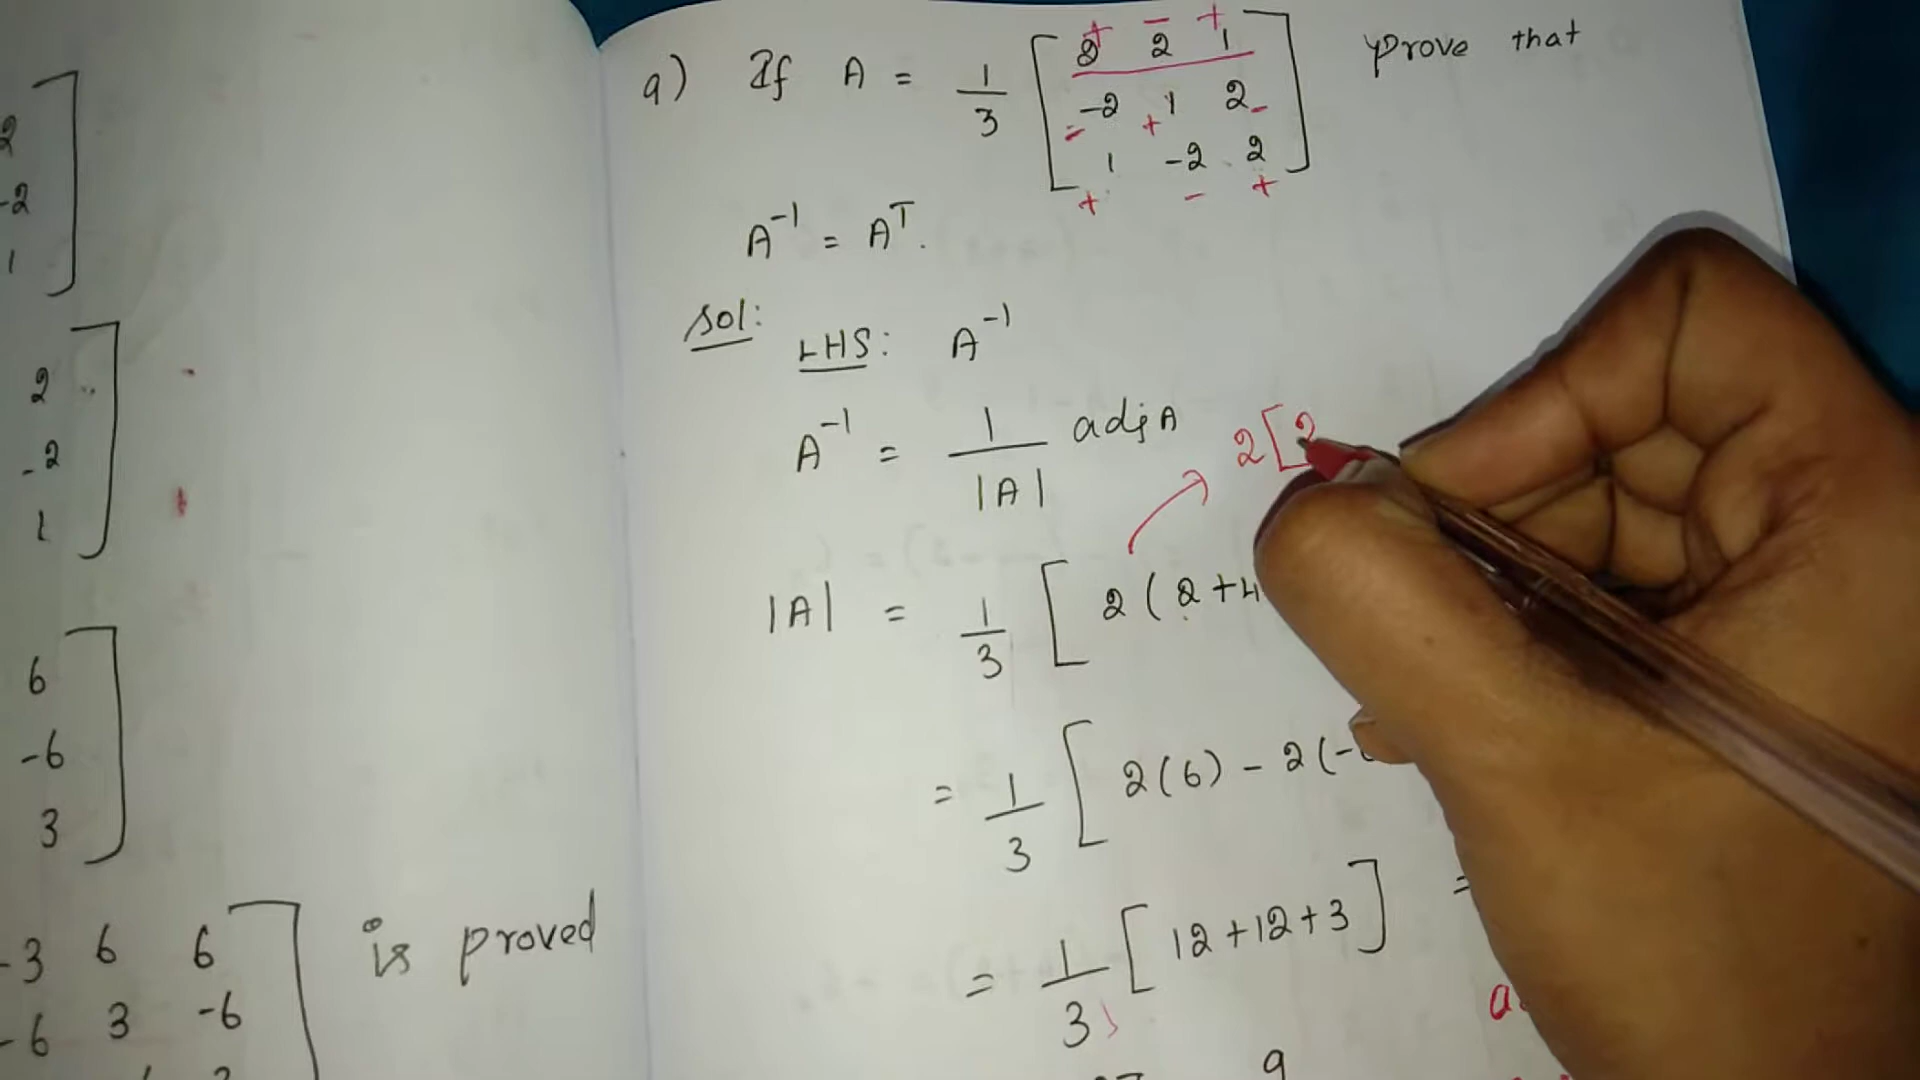 2
-2
1
2
-2
1
6
-6
3
-3 6 6
-6 3 -6
is proved
9) If A = 1/3 [ 2 2 1 prove that
-2 1 2
1 -2 2 ]
+ - +
- + -
+ - +
A⁻¹ = Aᵀ.
Sol:
LHS: A⁻¹
A⁻¹ = 1/|A| adj A
2[2
|A| = 1/3 [ 2(2+4
= 1/3 [ 2(6) - 2(-
= 1/3 [12+12+3] =
9